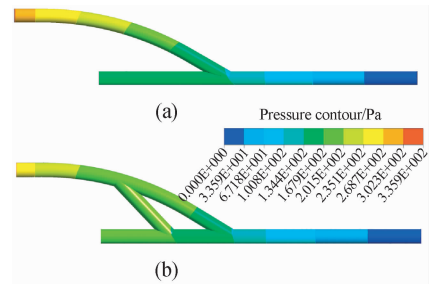 (a)
Pressure contour/Pa
0.000E+000
3.359E+001
6.718E+001
1.008E+002
1.344E+002
1.679E+002
2.015E+002
2.351E+002
2.687E+002
3.023E+002
3.359E+002
(b)